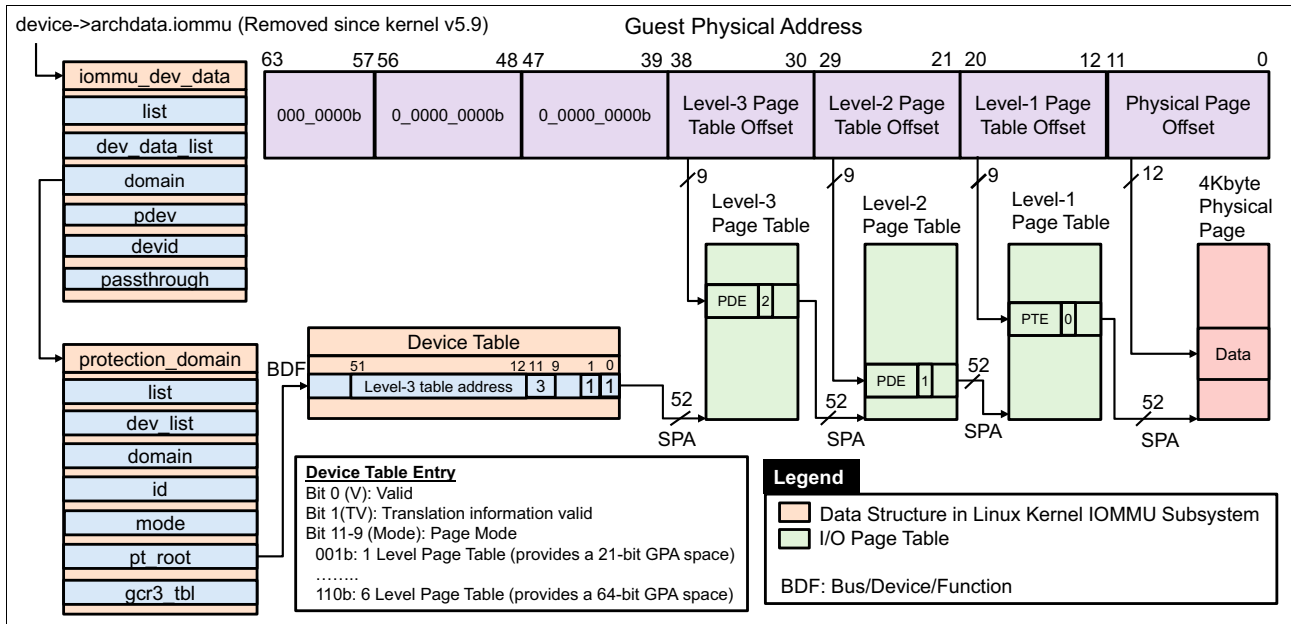 device->archdata.iommu (Removed since kernel v5.9)
Guest Physical Address
63 57 56 48 47 39 38 30 29 21 20 12 11 0
000_0000b
0_0000_0000b
0_0000_0000b
Level-3 Page
Table Offset
Level-2 Page
Table Offset
Level-1 Page
Table Offset
Physical Page
Offset
iommu_dev_data
list
dev_data_list
domain
pdev
devid
passthrough
9
9
9
12
Level-3
Page Table
Level-2
Page Table
Level-1
Page Table
4Kbyte
Physical
Page
PDE 2
PDE 1
PTE 0
Data
protection_domain
list
dev_list
domain
id
mode
pt_root
gcr3_tbl
BDF
Device Table
51 12 11 9 1 0
Level-3 table address 3 1 1
52
SPA
52
SPA
52
SPA
52
SPA
Device Table Entry
Bit 0 (V): Valid
Bit 1(TV): Translation information valid
Bit 11-9 (Mode): Page Mode
001b: 1 Level Page Table (provides a 21-bit GPA space)
........
110b: 6 Level Page Table (provides a 64-bit GPA space)
Legend
Data Structure in Linux Kernel IOMMU Subsystem
I/O Page Table
BDF: Bus/Device/Function